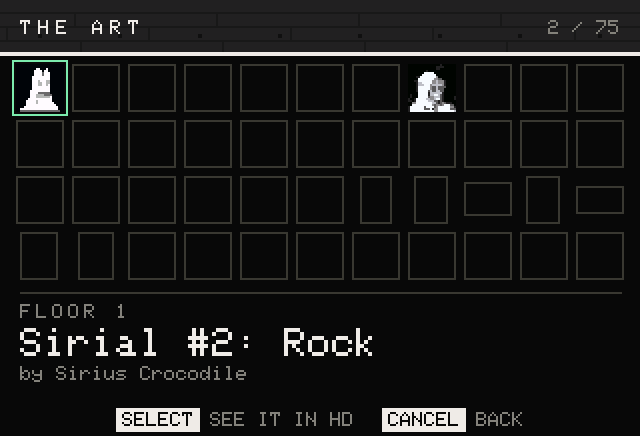 THE ART
2 / 75
FLOOR 1
Sirial #2: Rock
by Sirius Crocodile
SELECT SEE IT IN HD CANCEL BACK